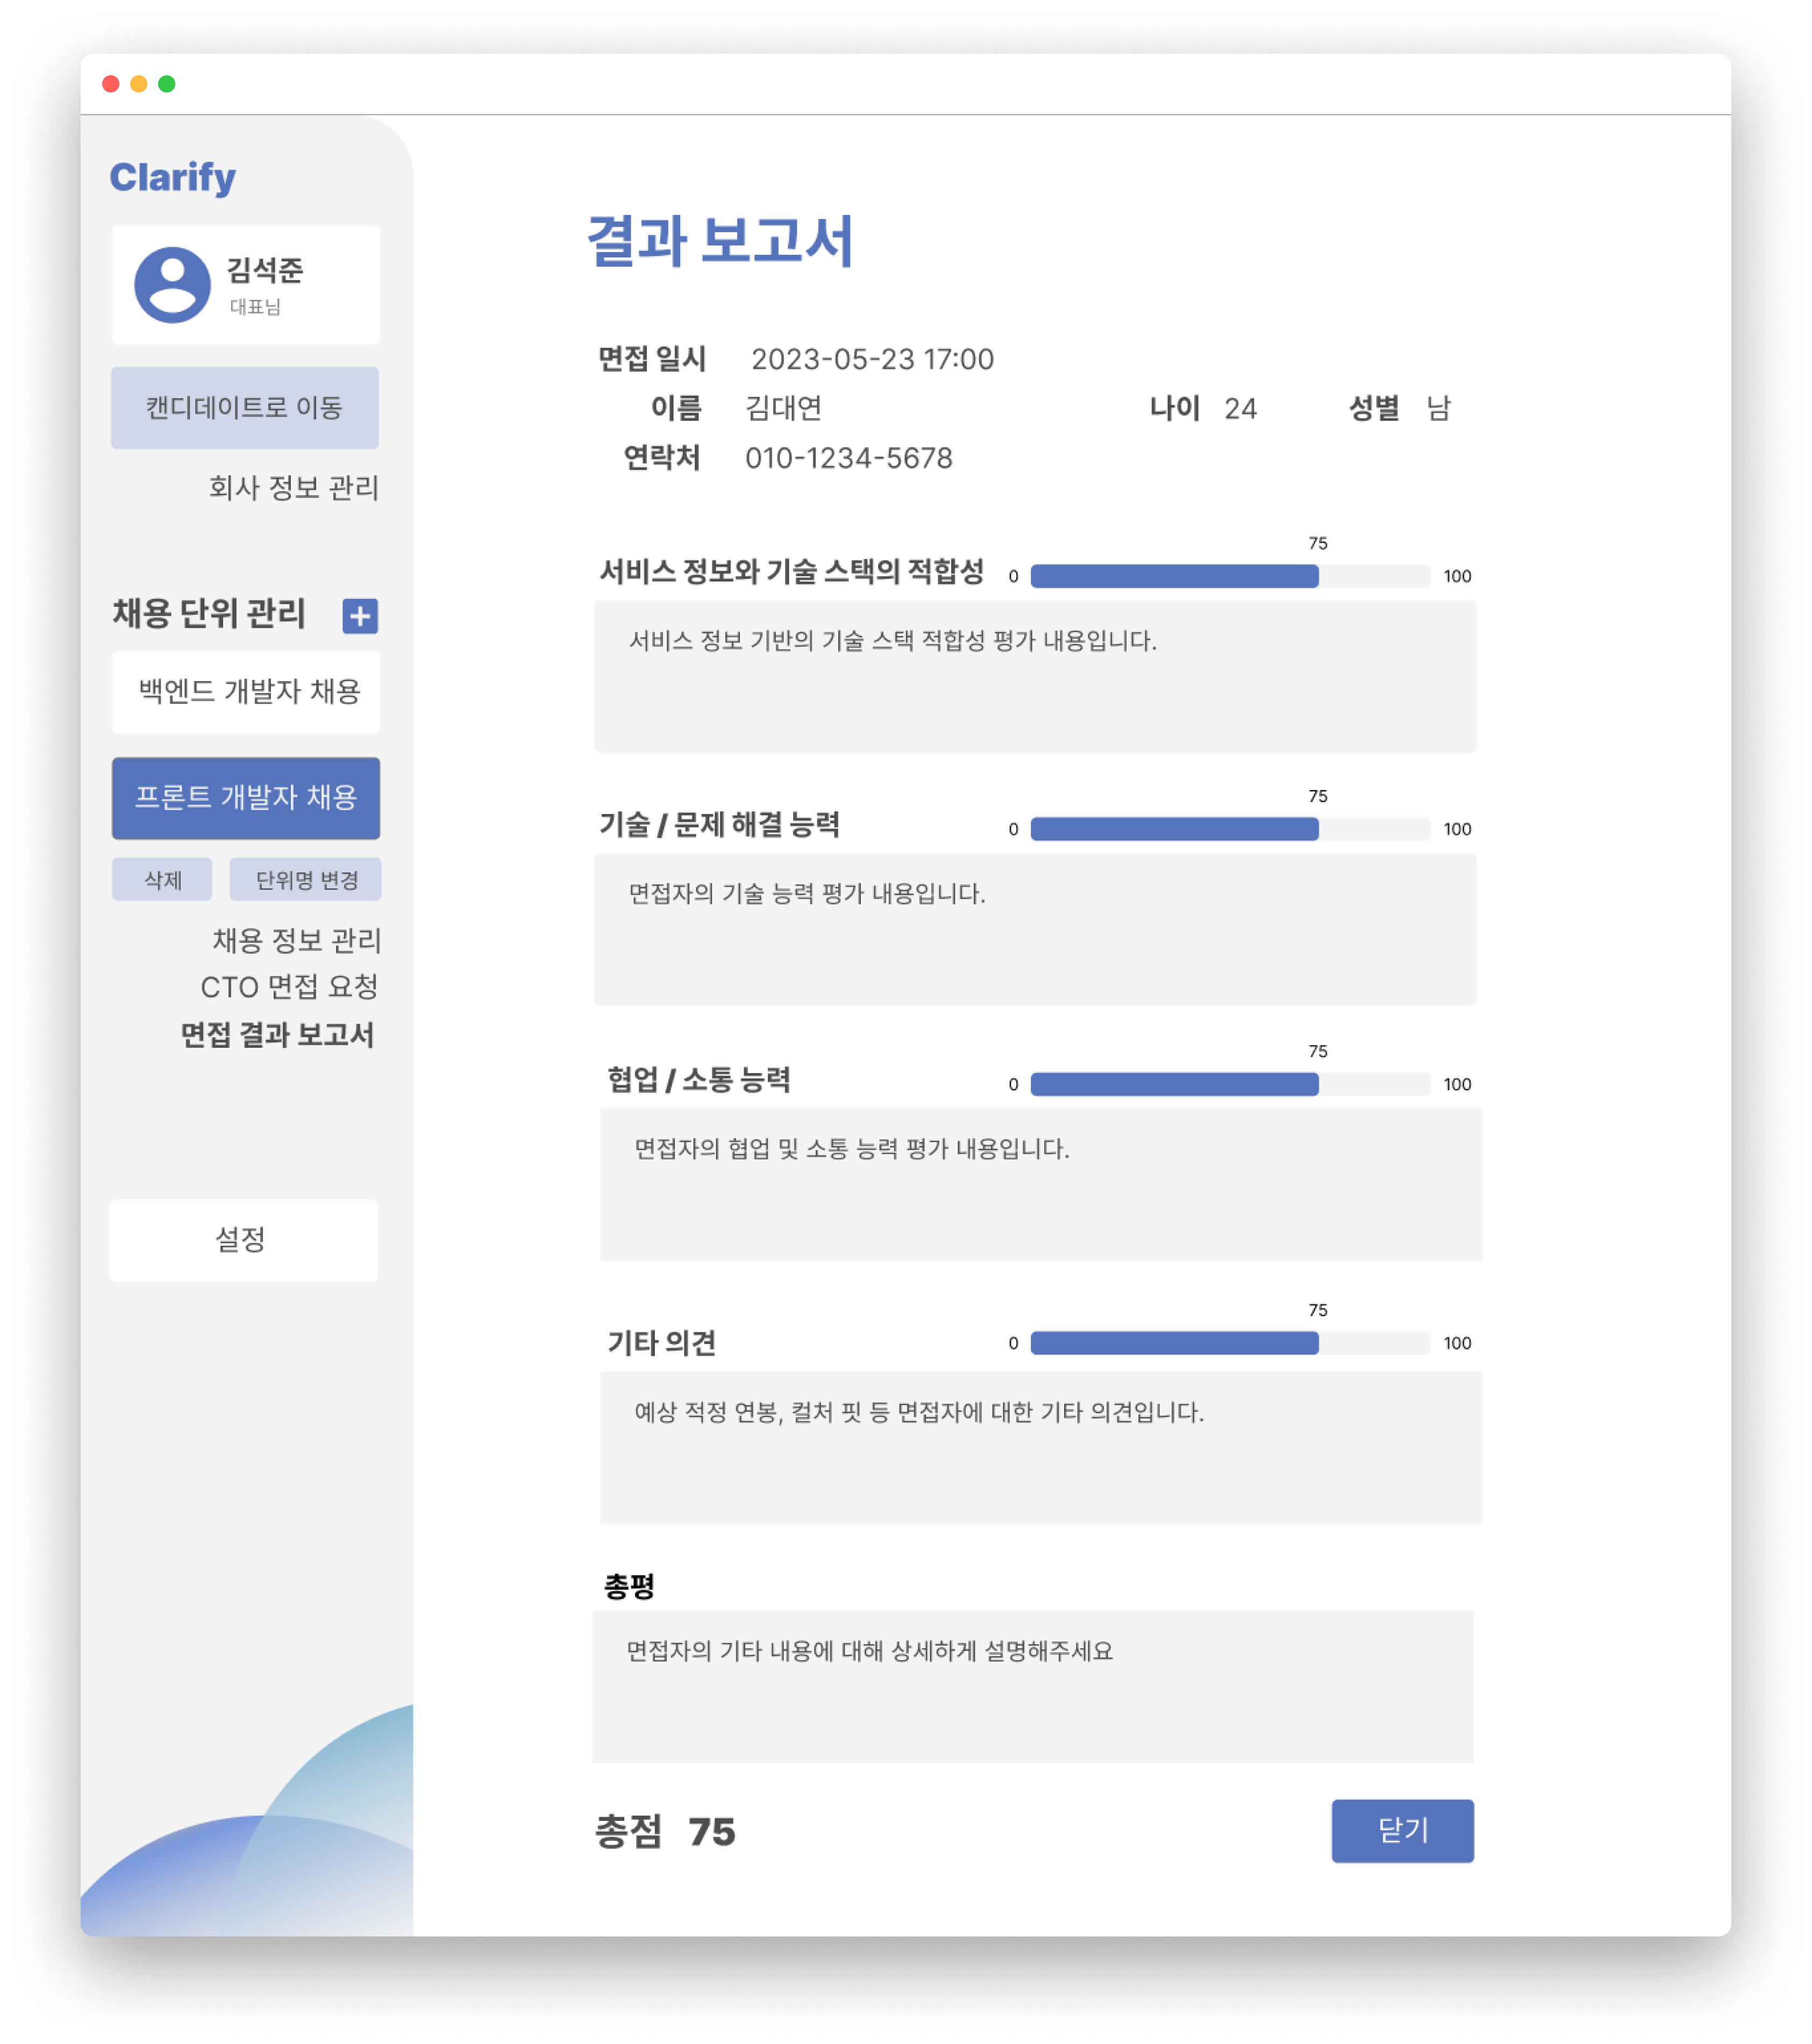 Clarify
김석준
대표님
캔디데이트로 이동
회사 정보 관리
채용 단위 관리 +
백엔드 개발자 채용
프론트 개발자 채용
삭제 단위명 변경
채용 정보 관리
CTO 면접 요청
면접 결과 보고서
설정
결과 보고서
면접 일시 2023-05-23 17:00
이름 김대연 나이 24 성별 남
연락처 010-1234-5678
75
서비스 정보와 기술 스택의 적합성 0 100
서비스 정보 기반의 기술 스택 적합성 평가 내용입니다.
75
기술 / 문제 해결 능력 0 100
면접자의 기술 능력 평가 내용입니다.
75
협업 / 소통 능력 0 100
면접자의 협업 및 소통 능력 평가 내용입니다.
75
기타 의견 0 100
예상 적정 연봉, 컬처 핏 등 면접자에 대한 기타 의견입니다.
총평
면접자의 기타 내용에 대해 상세하게 설명해주세요
총점 75
닫기